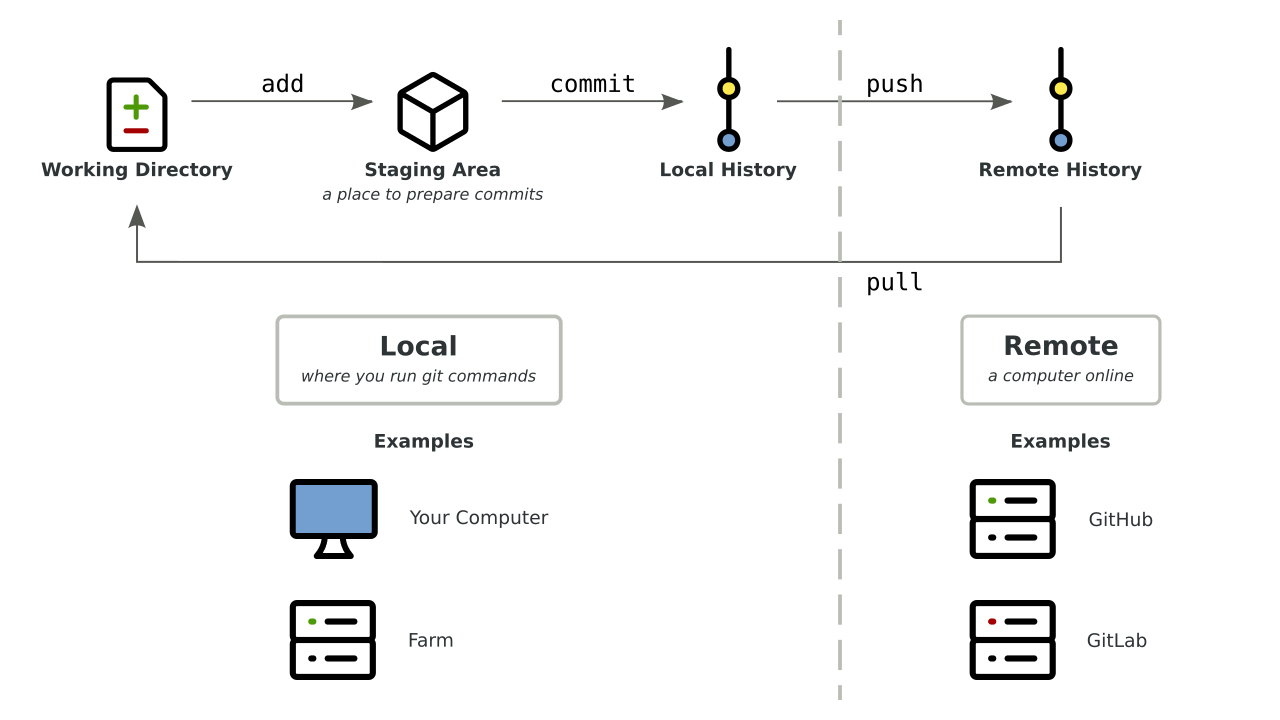 add
commit
push
Working Directory
Staging Area
a place to prepare commits
Local History
Remote History
pull
Local
where you run git commands
Remote
a computer online
Examples
Examples
Your Computer
GitHub
Farm
GitLab